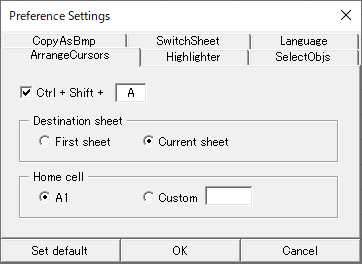 Preference Settings
CopyAsBmp SwitchSheet Language
ArrangeCursors Highlighter SelectObjs
Ctrl + Shift + A
Destination sheet
First sheet Current sheet
Home cell
A1 Custom
Set default OK Cancel